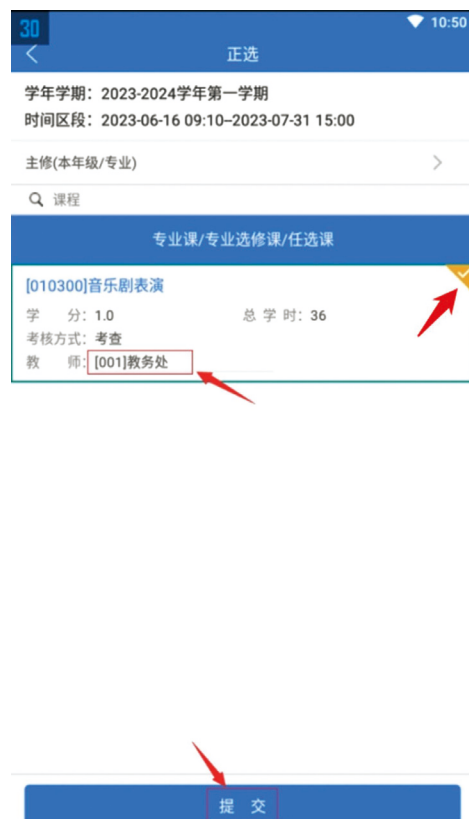 30
10:50
正选
学年学期：2023-2024学年第一学期
时间区段：2023-06-16 09:10–2023-07-31 15:00
主修(本年级/专业)
课程
专业课/专业选修课/任选课
[010300]音乐剧表演
学 分：1.0 总 学 时：36
考核方式：考查
教 师：[001]教务处
提 交